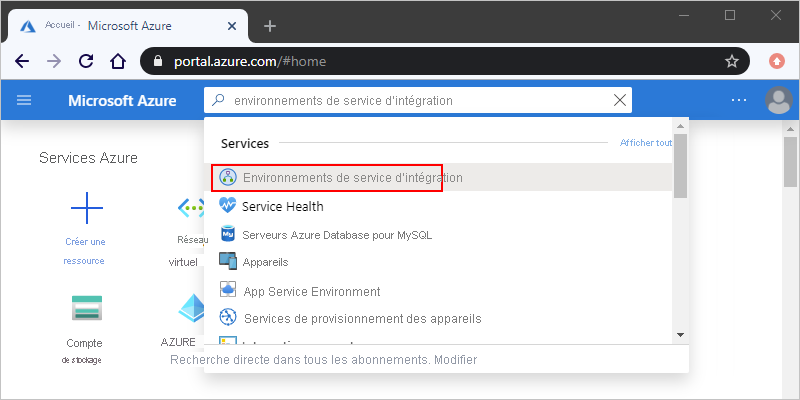 Accueil - Microsoft Azure
portal.azure.com/#home
Microsoft Azure
environnements de service d'intégration
Services
Afficher tout
Environnements de service d'intégration
Service Health
Serveurs Azure Database pour MySQL
Appareils
App Service Environment
Services de provisionnement des appareils
Recherche directe dans tous les abonnements. Modifier
Services Azure
Créer une
ressource
Réseau
virtuel
Compte
de stockage
AZURE
My